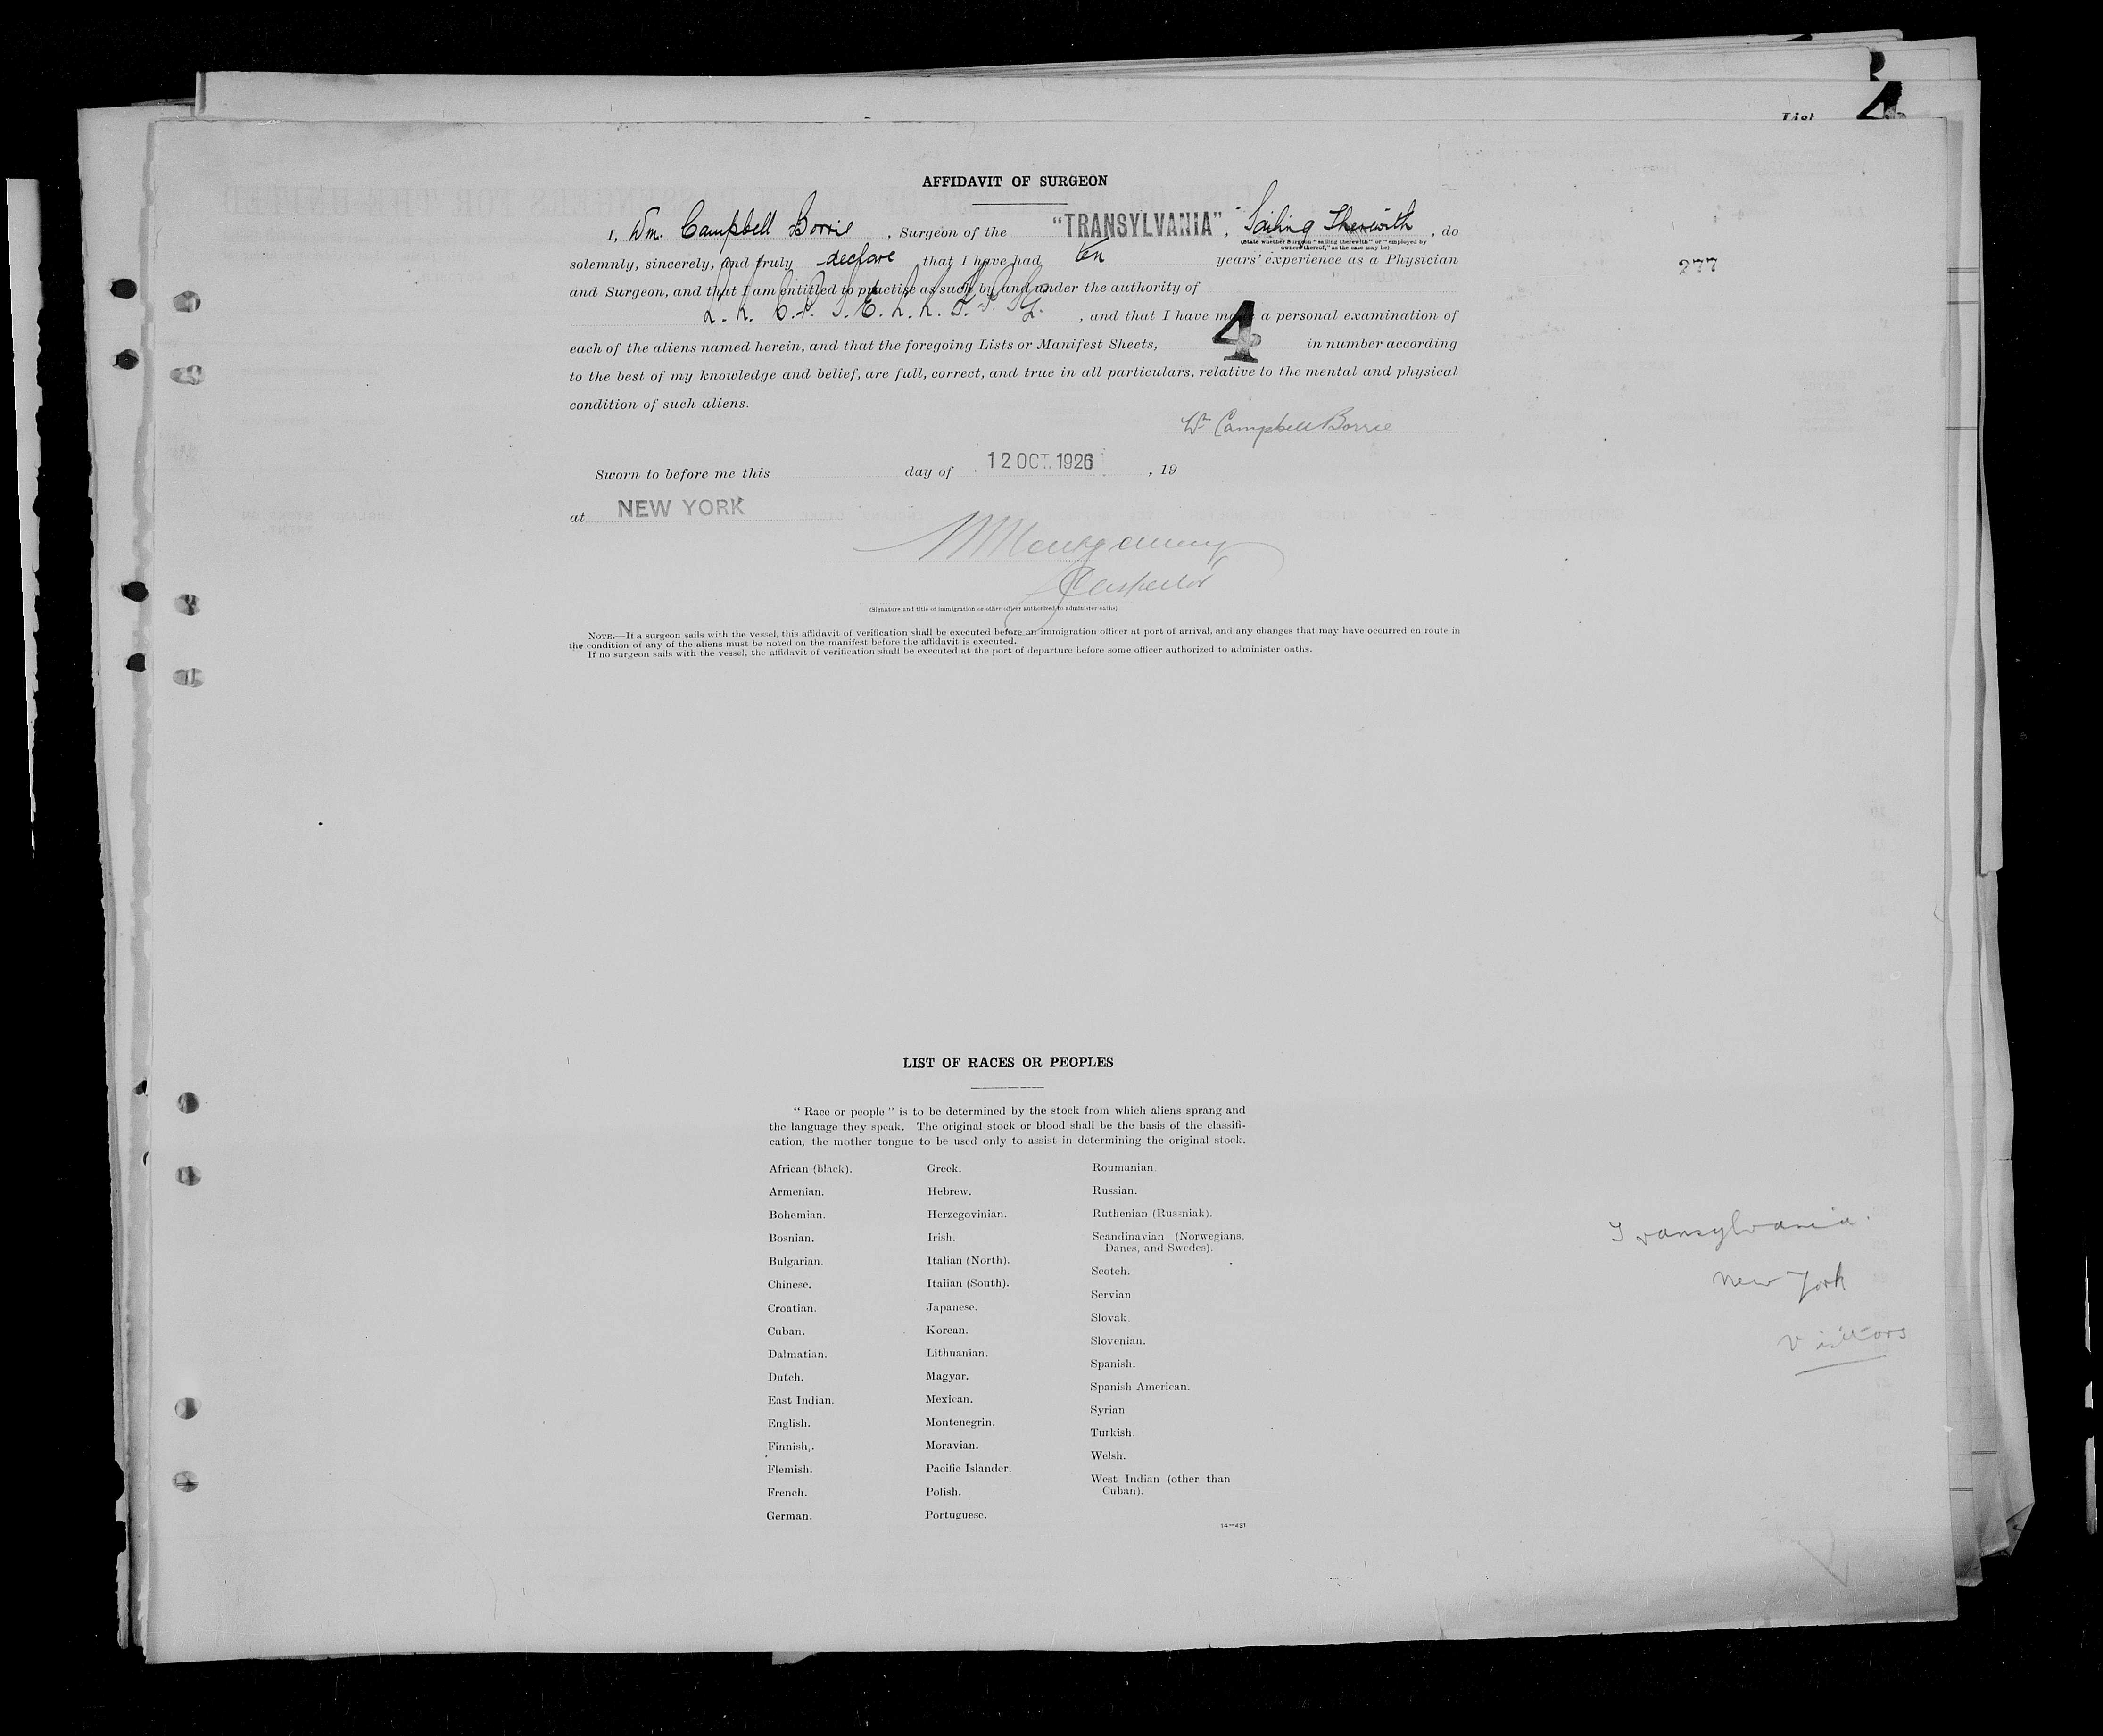 List 4
AFFIDAVIT OF SURGEON
I, Wm. Campbell Borrie, Surgeon of the "TRANSYLVANIA", Sailing Therewith, do
(State whether Surgeon "sailing therewith" or "employed by
owners thereof," as the case may be)
solemnly, sincerely, and truly declare that I have had ten years' experience as a Physician
277
and Surgeon, and that I am entitled to practise as such by and under the authority of
L. R. C. P. S. E. L. R. F. P. S. G., and that I have made a personal examination of
each of the aliens named herein, and that the foregoing Lists or Manifest Sheets, 4 in number according
to the best of my knowledge and belief, are full, correct, and true in all particulars, relative to the mental and physical
condition of such aliens.
Wm Campbell Borrie
Sworn to before me this day of 12 OCT. 1926, 19
at NEW YORK
Montgomery
Inspector
(Signature and title of immigration or other officer authorized to administer oaths)
NOTE.—If a surgeon sails with the vessel, this affidavit of verification shall be executed before an immigration officer at port of arrival, and any changes that may have occurred en route in
the condition of any of the aliens must be noted on the manifest before the affidavit is executed.
If no surgeon sails with the vessel, the affidavit of verification shall be executed at the port of departure before some officer authorized to administer oaths.
LIST OF RACES OR PEOPLES
"Race or people" is to be determined by the stock from which aliens sprang and
the language they speak. The original stock or blood shall be the basis of the classifi-
cation, the mother tongue to be used only to assist in determining the original stock.
African (black).
Armenian.
Bohemian.
Bosnian.
Bulgarian.
Chinese.
Croatian.
Cuban.
Dalmatian.
Dutch.
East Indian.
English.
Finnish.
Flemish.
French.
German.
Greek.
Hebrew.
Herzegovinian.
Irish.
Italian (North).
Italian (South).
Japanese.
Korean.
Lithuanian.
Magyar.
Mexican.
Montenegrin.
Moravian.
Pacific Islander.
Polish.
Portuguese.
Roumanian.
Russian.
Ruthenian (Russniak).
Scandinavian (Norwegians,
Danes, and Swedes).
Scotch.
Servian
Slovak.
Slovenian.
Spanish.
Spanish American.
Syrian
Turkish.
Welsh.
West Indian (other than
Cuban).
14—421
Transylvania.
New York
Visitors